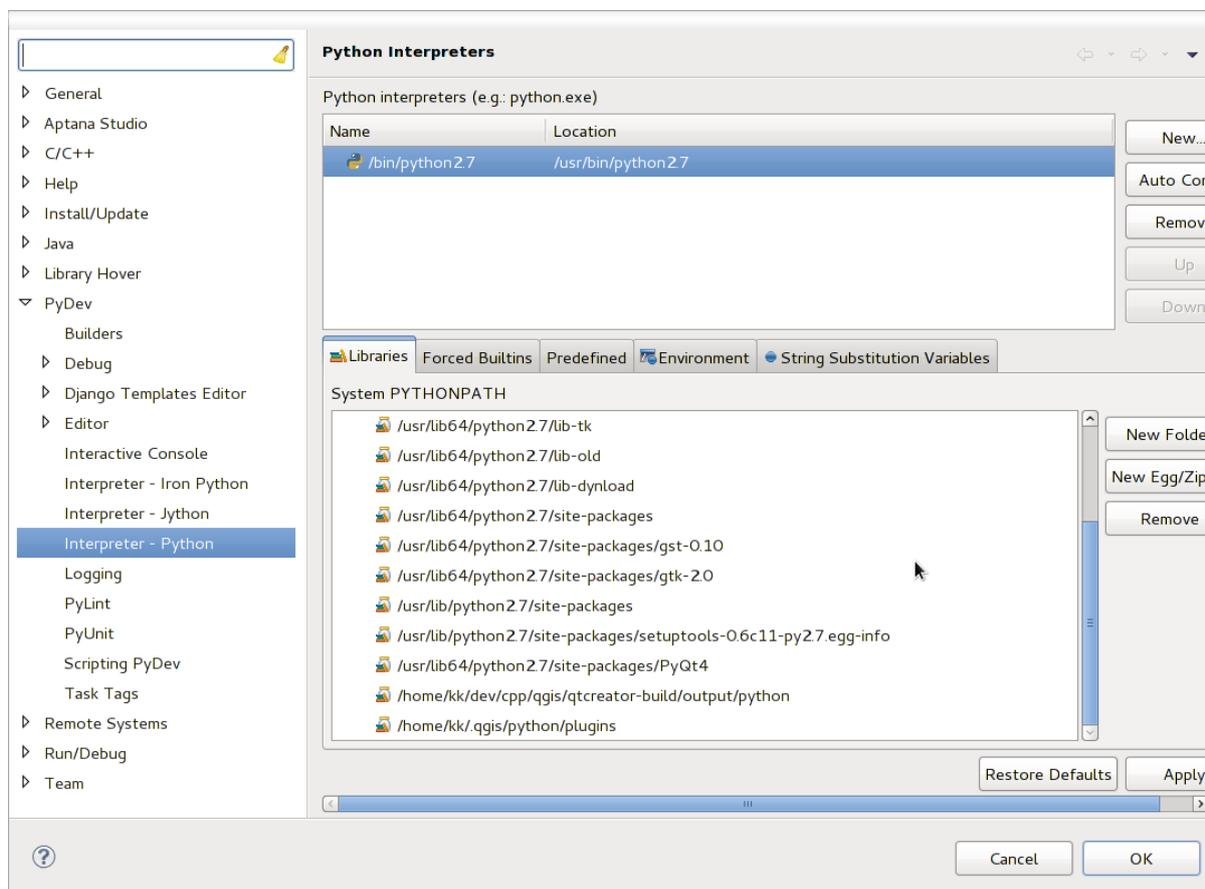 Python Interpreters
General
Aptana Studio
C/C++
Help
Install/Update
Java
Library Hover
PyDev
Builders
Debug
Django Templates Editor
Editor
Interactive Console
Interpreter - Iron Python
Interpreter - Jython
Interpreter - Python
Logging
PyLint
PyUnit
Scripting PyDev
Task Tags
Remote Systems
Run/Debug
Team
Python interpreters (e.g.: python.exe)
Name Location
/bin/python2.7 /usr/bin/python2.7
New...
Auto Con
Remov
Up
Down
Libraries Forced Builtins Predefined Environment String Substitution Variables
System PYTHONPATH
/usr/lib64/python2.7/lib-tk
/usr/lib64/python2.7/lib-old
/usr/lib64/python2.7/lib-dynload
/usr/lib64/python2.7/site-packages
/usr/lib64/python2.7/site-packages/gst-0.10
/usr/lib64/python2.7/site-packages/gtk-2.0
/usr/lib/python2.7/site-packages
/usr/lib/python2.7/site-packages/setuptools-0.6c11-py2.7.egg-info
/usr/lib64/python2.7/site-packages/PyQt4
/home/kk/dev/cpp/qgis/qtcreator-build/output/python
/home/kk/.qgis/python/plugins
New Folde
New Egg/Zip
Remove
Restore Defaults Apply
Cancel OK